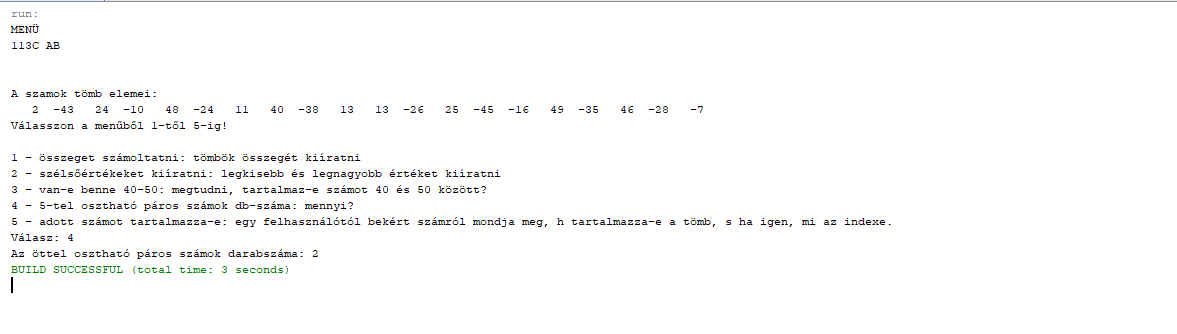 run:
MENÜ
113C AB
A szamok tömb elemei:
2 -43 24 -10 48 -24 11 40 -38 13 13 -26 25 -45 -16 49 -35 46 -28 -7
Válasszon a menűből 1-től 5-ig!
1 - összeget számoltatni: tömbök összegét kiíratni
2 - szélsőértékeket kiíratni: legkisebb és legnagyobb értéket kiíratni
3 - van-e benne 40-50: megtudni, tartalmaz-e számot 40 és 50 között?
4 - 5-tel osztható páros számok db-száma: mennyi?
5 - adott számot tartalmazza-e: egy felhasználótól bekért számról mondja meg, h tartalmazza-e a tömb, s ha igen, mi az indexe.
Válasz: 4
Az öttel osztható páros számok darabszáma: 2
BUILD SUCCESSFUL (total time: 3 seconds)